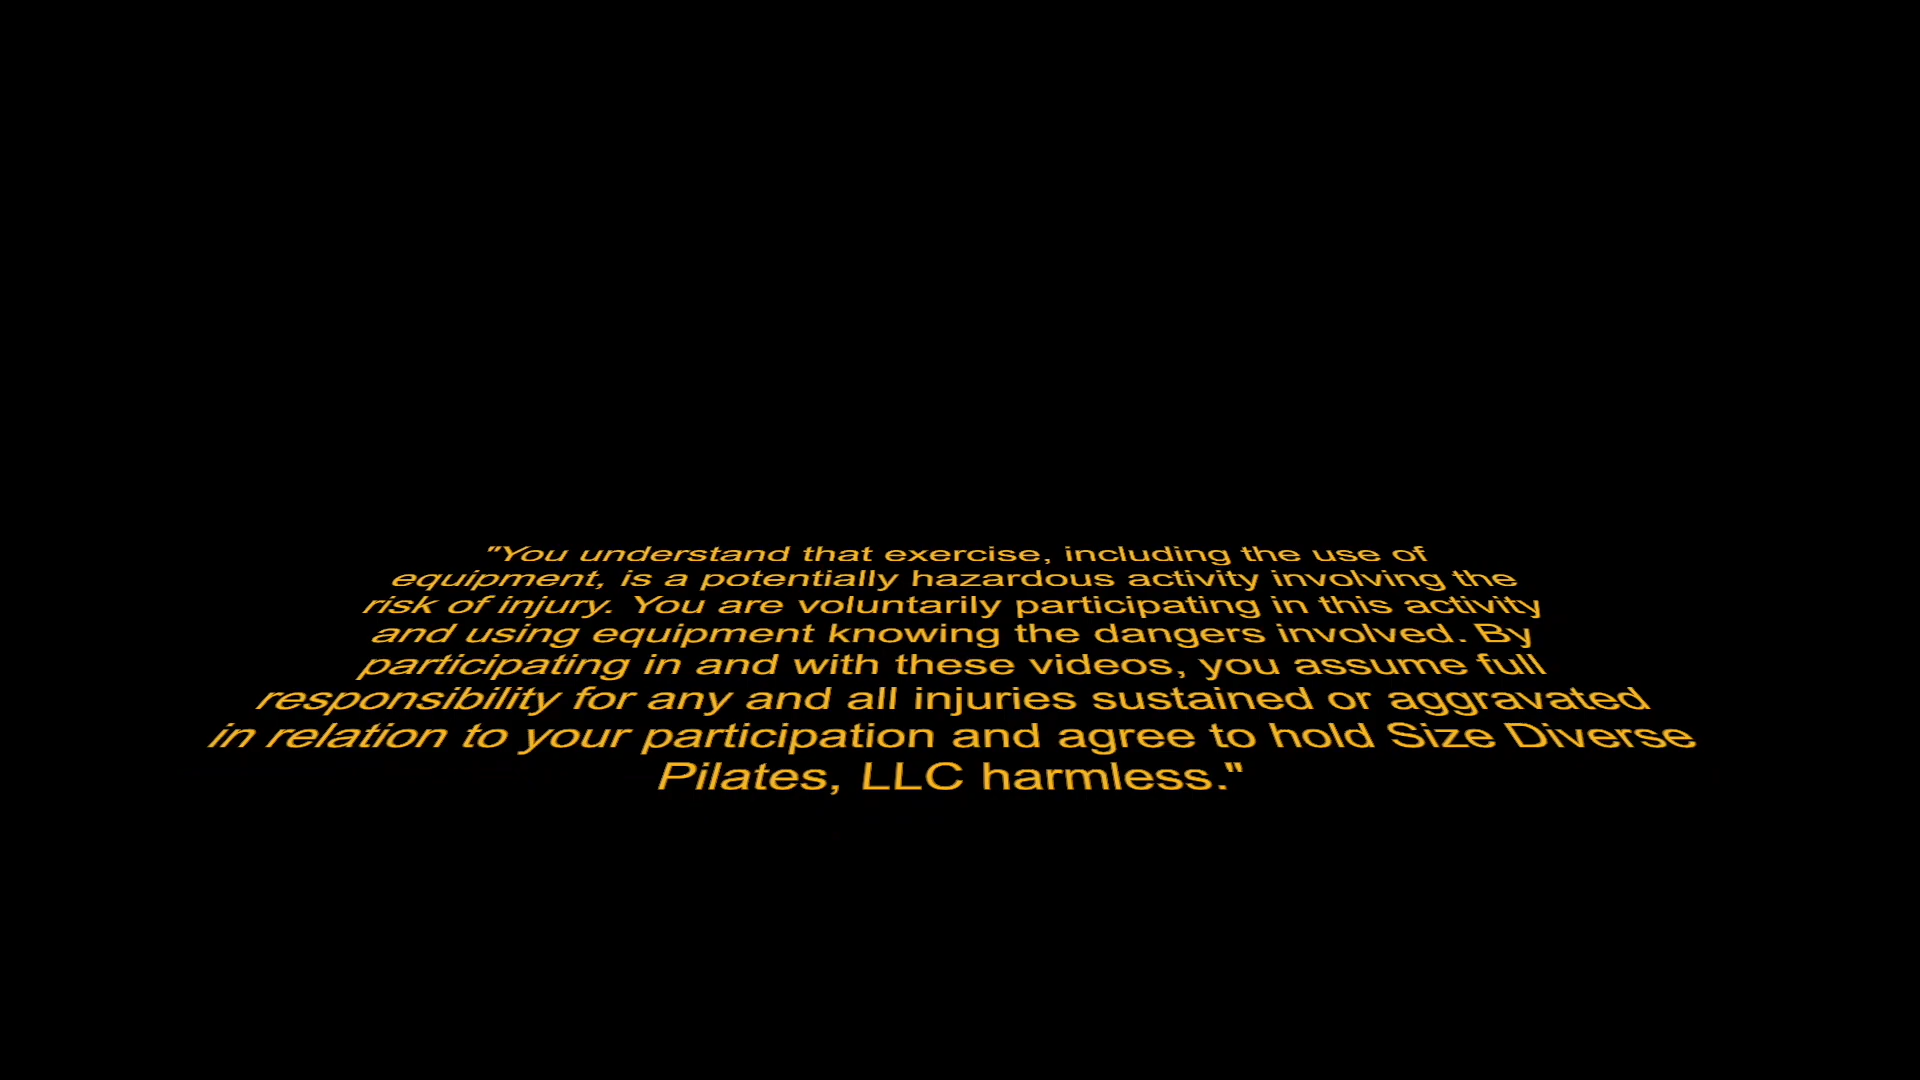 "You understand that exercise, including the use of
equipment, is a potentially hazardous activity involving the
risk of injury. You are voluntarily participating in this activity
and using equipment knowing the dangers involved. By
participating in and with these videos, you assume full
responsibility for any and all injuries sustained or aggravated
in relation to your participation and agree to hold Size Diverse
Pilates, LLC harmless."